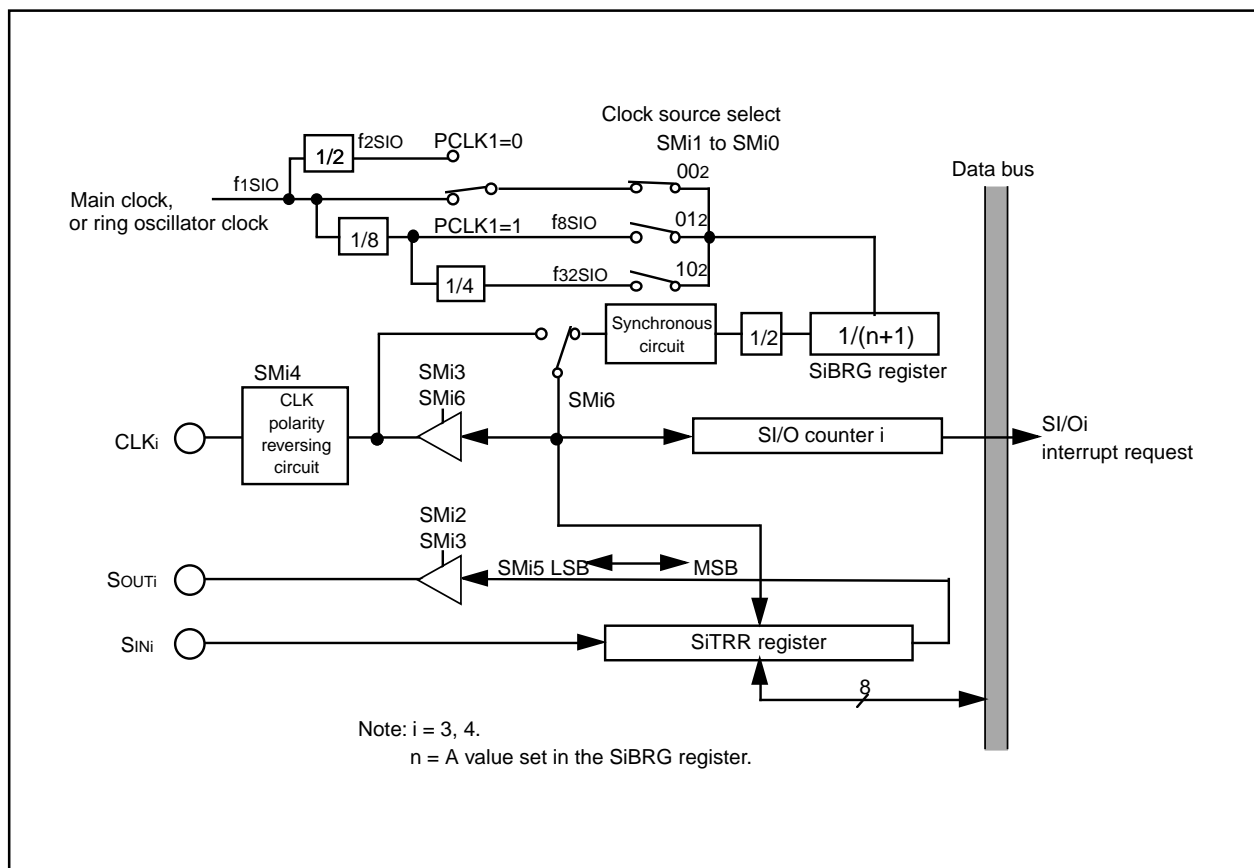 Clock source select
SMi1 to SMi0
1/2
f2SIO
PCLK1=0
002
Data bus
f1SIO
Main clock,
or ring oscillator clock
1/8
PCLK1=1
f8SIO
012
1/4
f32SIO
102
Synchronous
circuit
1/2
1/(n+1)
SiBRG register
SMi4
CLK
polarity
reversing
circuit
SMi3
SMi6
SMi6
CLKi
SI/O counter i
SI/Oi
interrupt request
SMi2
SMi3
SMi5 LSB
MSB
SOUTi
SINi
SiTRR register
8
Note: i = 3, 4.
n = A value set in the SiBRG register.